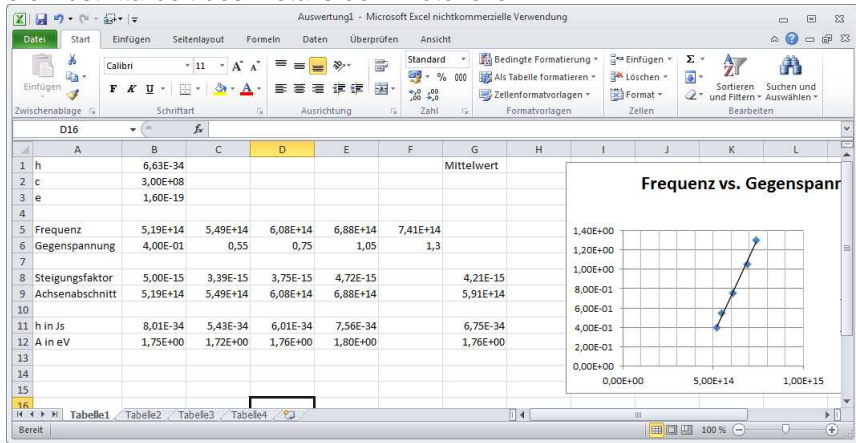 Auswertung1 - Microsoft Excel nichtkommerzielle Verwendung
Datei Start Einfügen Seitenlayout Formeln Daten Überprüfen Ansicht
Calibri 11 A A Standard Bedingte Formatierung Einfügen Σ
Einfügen F K U A % 000 Als Tabelle formatieren Löschen Sortieren und Filtern Suchen und Auswählen
Zellenformatvorlagen Format
Zwischenablage Schriftart Ausrichtung Zahl Formatvorlagen Zellen Bearbeiten
D16 fx
A B C D E F G H I J K L
1 h 6,63E-34 Mittelwert
2 c 3,00E+08
3 e 1,60E-19
4
5 Frequenz 5,19E+14 5,49E+14 6,08E+14 6,88E+14 7,41E+14
6 Gegenspannung 4,00E-01 0,55 0,75 1,05 1,3
7
8 Steigungsfaktor 5,00E-15 3,39E-15 3,75E-15 4,72E-15 4,21E-15
9 Achsenabschnitt 5,19E+14 5,49E+14 6,08E+14 6,88E+14 5,91E+14
10
11 h in Js 8,01E-34 5,43E-34 6,01E-34 7,56E-34 6,75E-34
12 A in eV 1,75E+00 1,72E+00 1,76E+00 1,80E+00 1,76E+00
13
14
15
16
Frequenz vs. Gegenspann
1,40E+00
1,20E+00
1,00E+00
8,00E-01
6,00E-01
4,00E-01
2,00E-01
0,00E+00
0,00E+00 5,00E+14 1,00E+15
Tabelle1 Tabelle2 Tabelle3 Tabelle4
Bereit 100 %